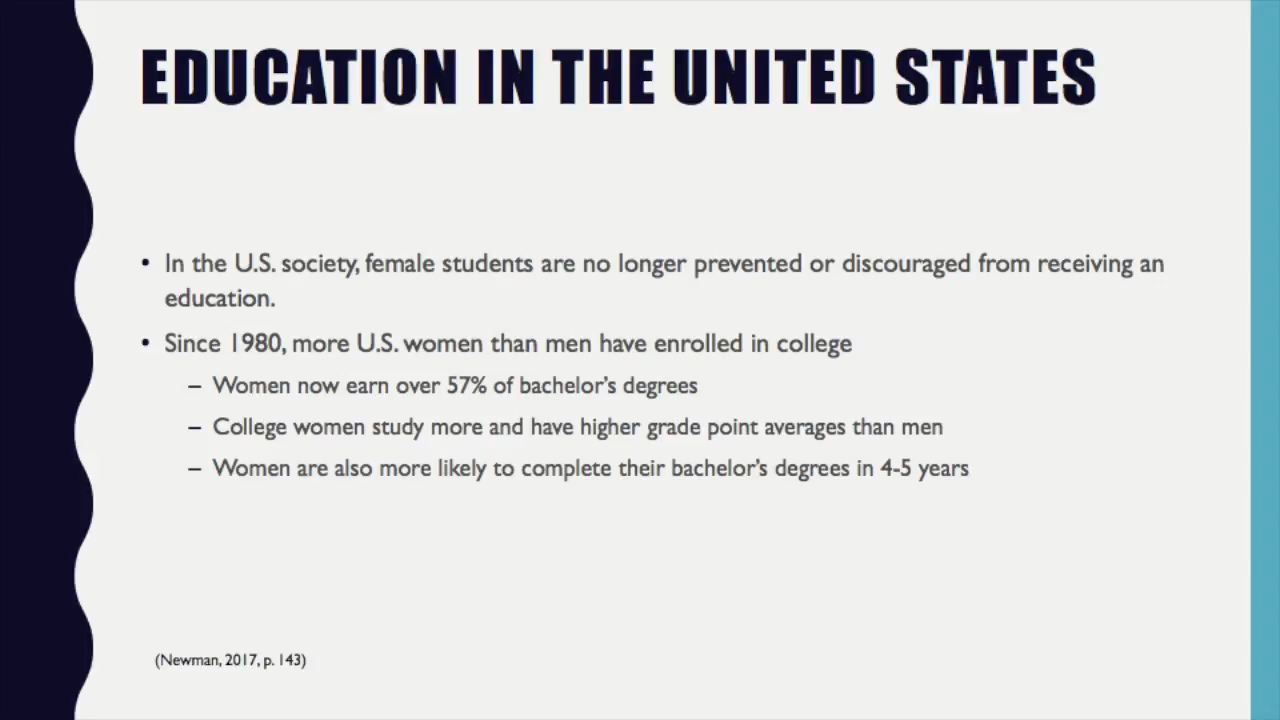 EDUCATION IN THE UNITED STATES
• In the U.S. society, female students are no longer prevented or discouraged from receiving an
education.
• Since 1980, more U.S. women than men have enrolled in college
– Women now earn over 57% of bachelor's degrees
– College women study more and have higher grade point averages than men
– Women are also more likely to complete their bachelor's degrees in 4-5 years
(Newman, 2017, p. 143)